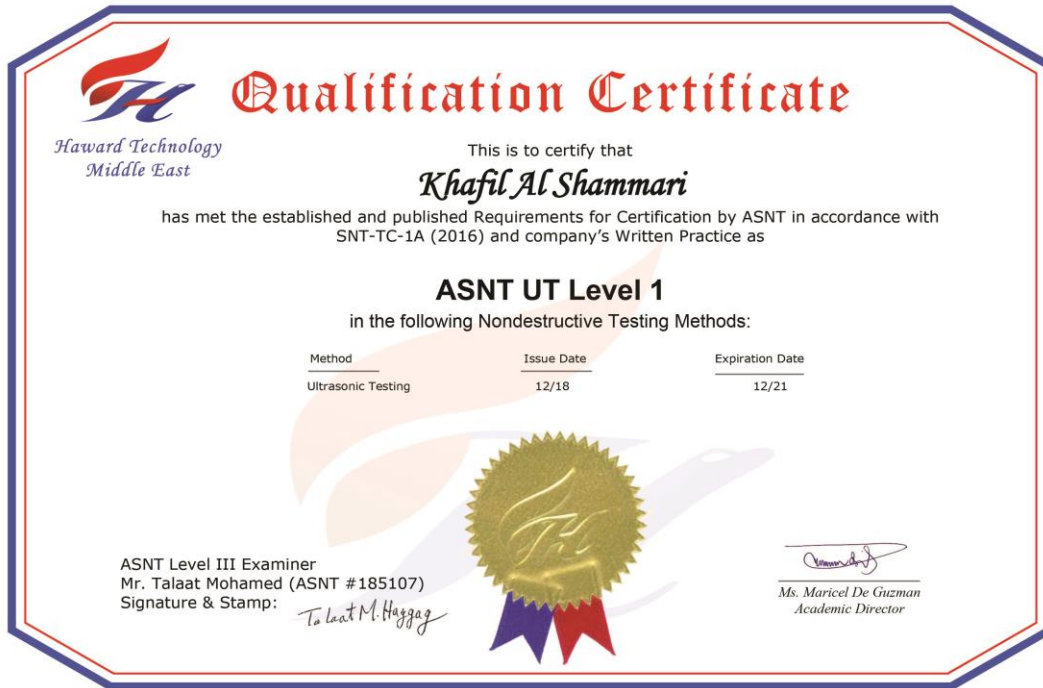 Qualification Certificate
Haward Technology
Middle East
This is to certify that
Khafil Al Shammari
has met the established and published Requirements for Certification by ASNT in accordance with
SNT-TC-1A (2016) and company's Written Practice as
ASNT UT Level 1
in the following Nondestructive Testing Methods:
Method Issue Date Expiration Date
Ultrasonic Testing 12/18 12/21
ASNT Level III Examiner
Mr. Talaat Mohamed (ASNT #185107)
Signature & Stamp: Talaat M. Haggag
Ms. Maricel De Guzman
Academic Director